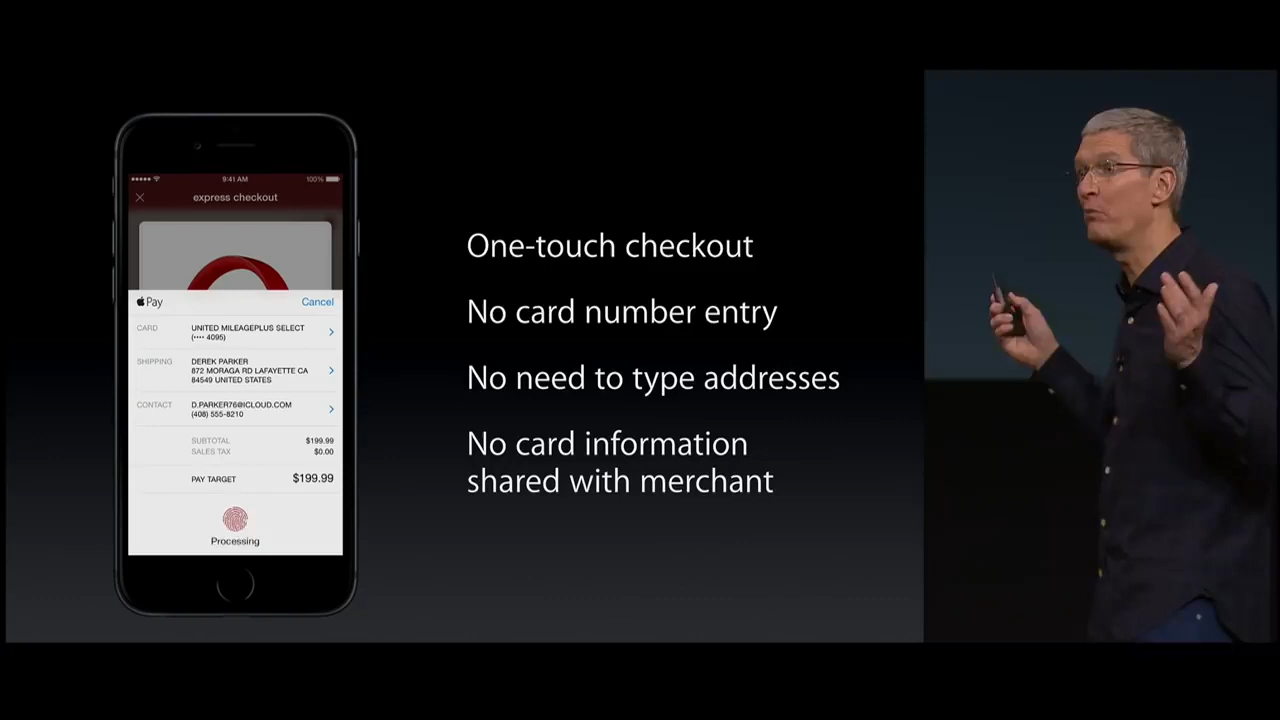 9:41 AM 100%
express checkout
Pay Cancel
CARD UNITED MILEAGEPLUS SELECT
(•••• 4095)
SHIPPING DEREK PARKER
872 MORAGA RD LAFAYETTE CA
84549 UNITED STATES
CONTACT D.PARKER76@ICLOUD.COM
(408) 555-8210
SUBTOTAL $199.99
SALES TAX $0.00
PAY TARGET $199.99
Processing
One-touch checkout
No card number entry
No need to type addresses
No card information
shared with merchant